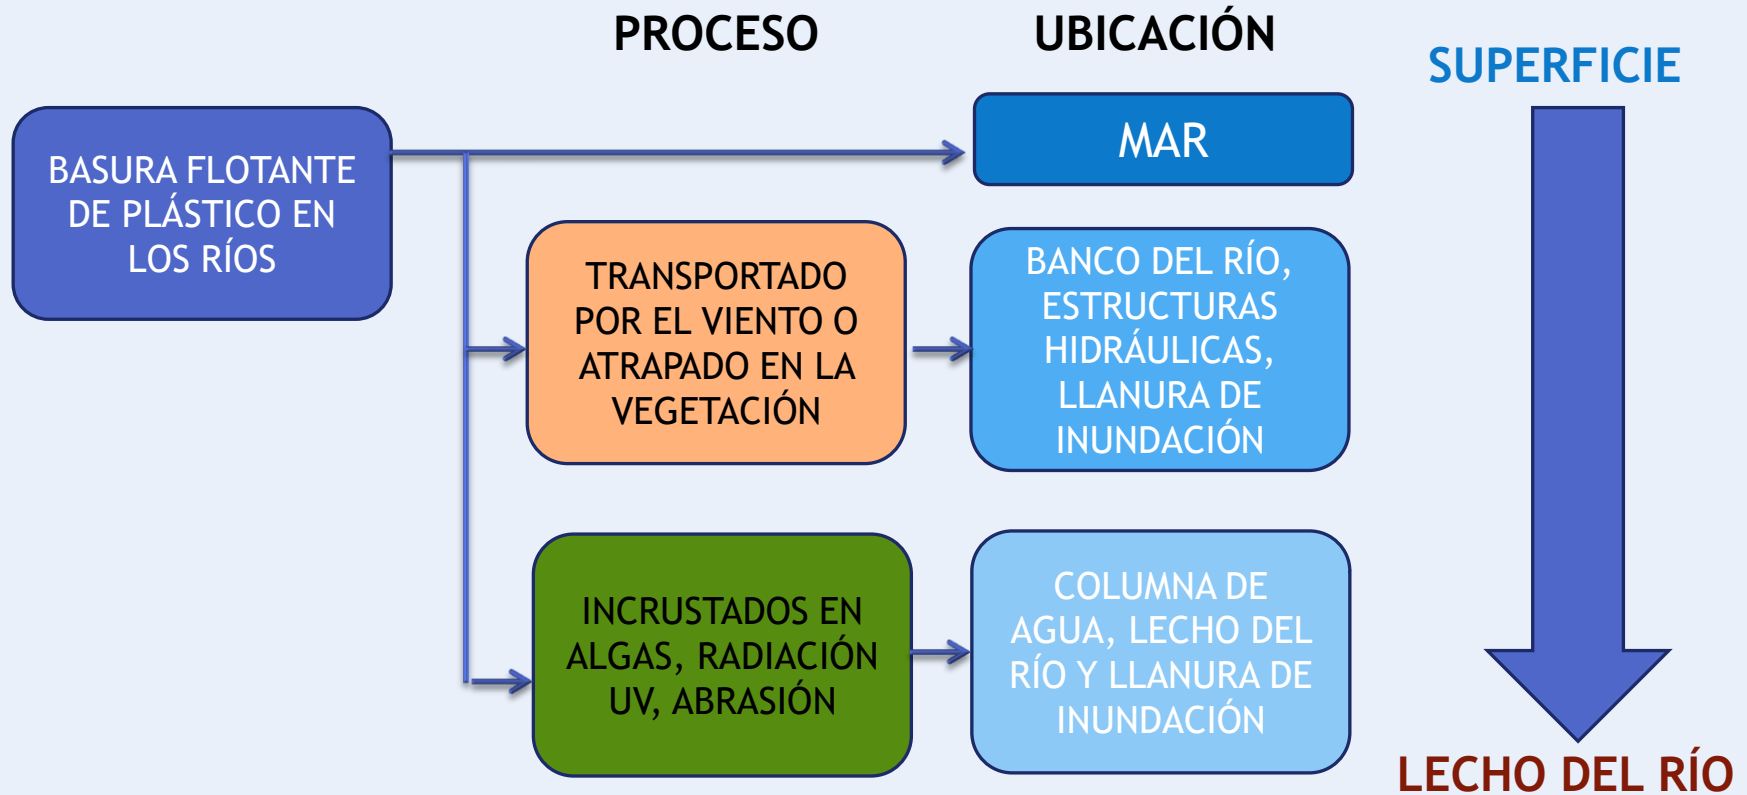 PROCESO
UBICACIÓN
SUPERFICIE
BASURA FLOTANTE
DE PLÁSTICO EN
LOS RÍOS
MAR
TRANSPORTADO
POR EL VIENTO O
ATRAPADO EN LA
VEGETACIÓN
BANCO DEL RÍO,
ESTRUCTURAS
HIDRÁULICAS,
LLANURA DE
INUNDACIÓN
INCRUSTADOS EN
ALGAS, RADIACIÓN
UV, ABRASIÓN
COLUMNA DE
AGUA, LECHO DEL
RÍO Y LLANURA DE
INUNDACIÓN
LECHO DEL RÍO